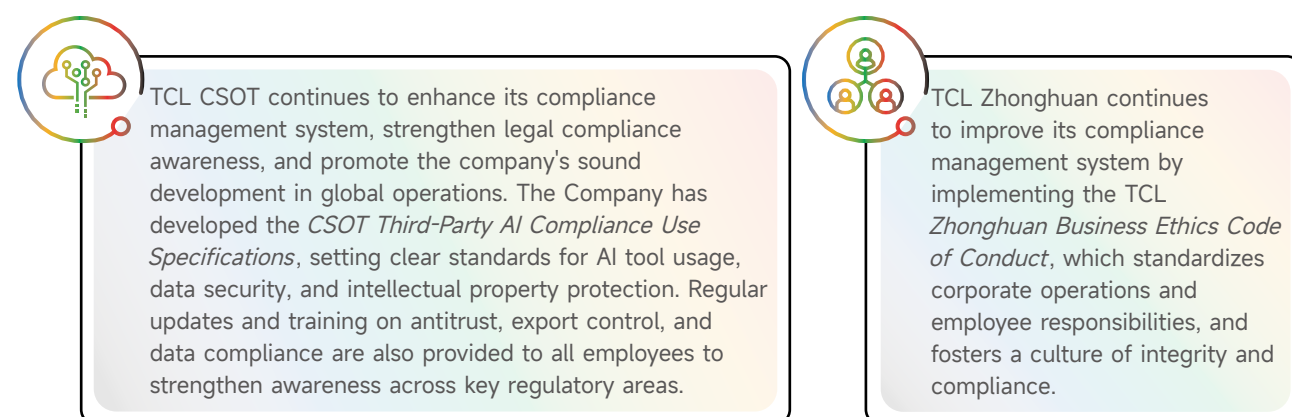 TCL CSOT continues to enhance its compliance
management system, strengthen legal compliance
awareness, and promote the company's sound
development in global operations. The Company has
developed the CSOT Third-Party AI Compliance Use
Specifications, setting clear standards for AI tool usage,
data security, and intellectual property protection. Regular
updates and training on antitrust, export control, and
data compliance are also provided to all employees to
strengthen awareness across key regulatory areas.
TCL Zhonghuan continues
to improve its compliance
management system by
implementing the TCL
Zhonghuan Business Ethics Code
of Conduct, which standardizes
corporate operations and
employee responsibilities, and
fosters a culture of integrity and
compliance.